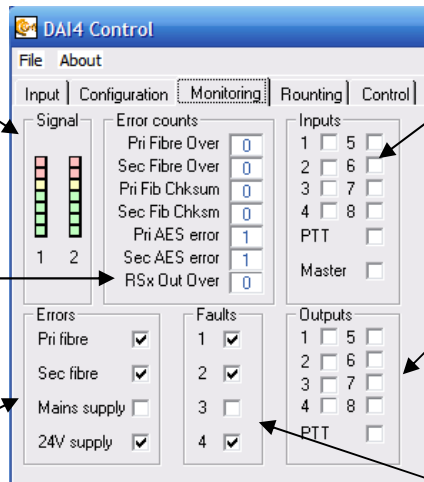 DAI4 Control
File About
Input Configuration Monitoring Rounting Control
Signal
1 2
Error counts
Pri Fibre Over 0
Sec Fibre Over 0
Pri Fib Chksum 0
Sec Fib Chksm 0
Pri AES error 1
Sec AES error 1
RSx Out Over 0
Inputs
1 5
2 6
3 7
4 8
PTT
Master
Errors
Pri fibre
Sec fibre
Mains supply
24V supply
Faults
1
2
3
4
Outputs
1 5
2 6
3 7
4 8
PTT